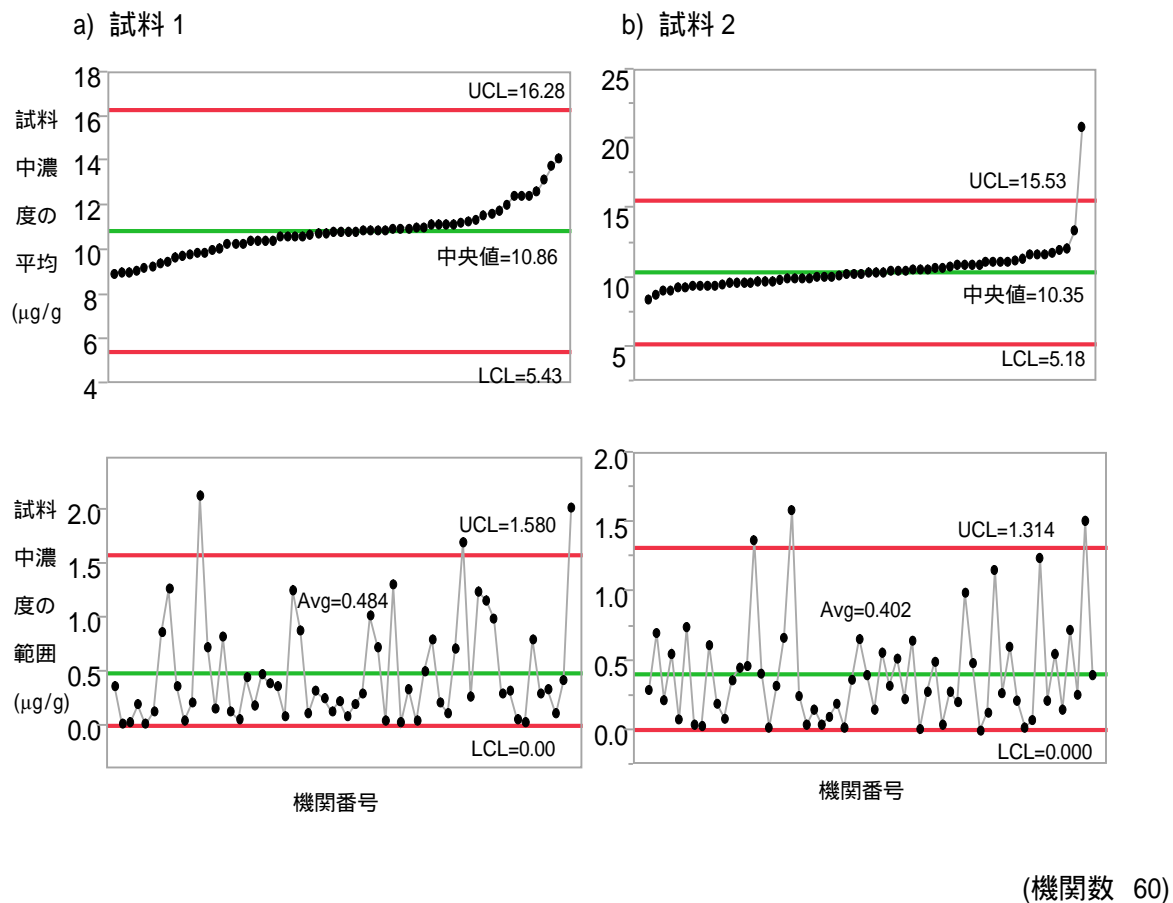 a) 試料 1
18
16
14
12
10
8
6
4
試料
中濃
度の
平均
(μg/g
UCL=16.28
中央値=10.86
LCL=5.43
b) 試料 2
25
20
15
10
5
UCL=15.53
中央値=10.35
LCL=5.18
2.0
1.5
1.0
0.5
0.0
試料
中濃
度の
範囲
(μg/g)
UCL=1.580
Avg=0.484
LCL=0.00
機関番号
2.0
1.5
1.0
0.5
0.0
UCL=1.314
Avg=0.402
LCL=0.000
機関番号
(機関数 60)